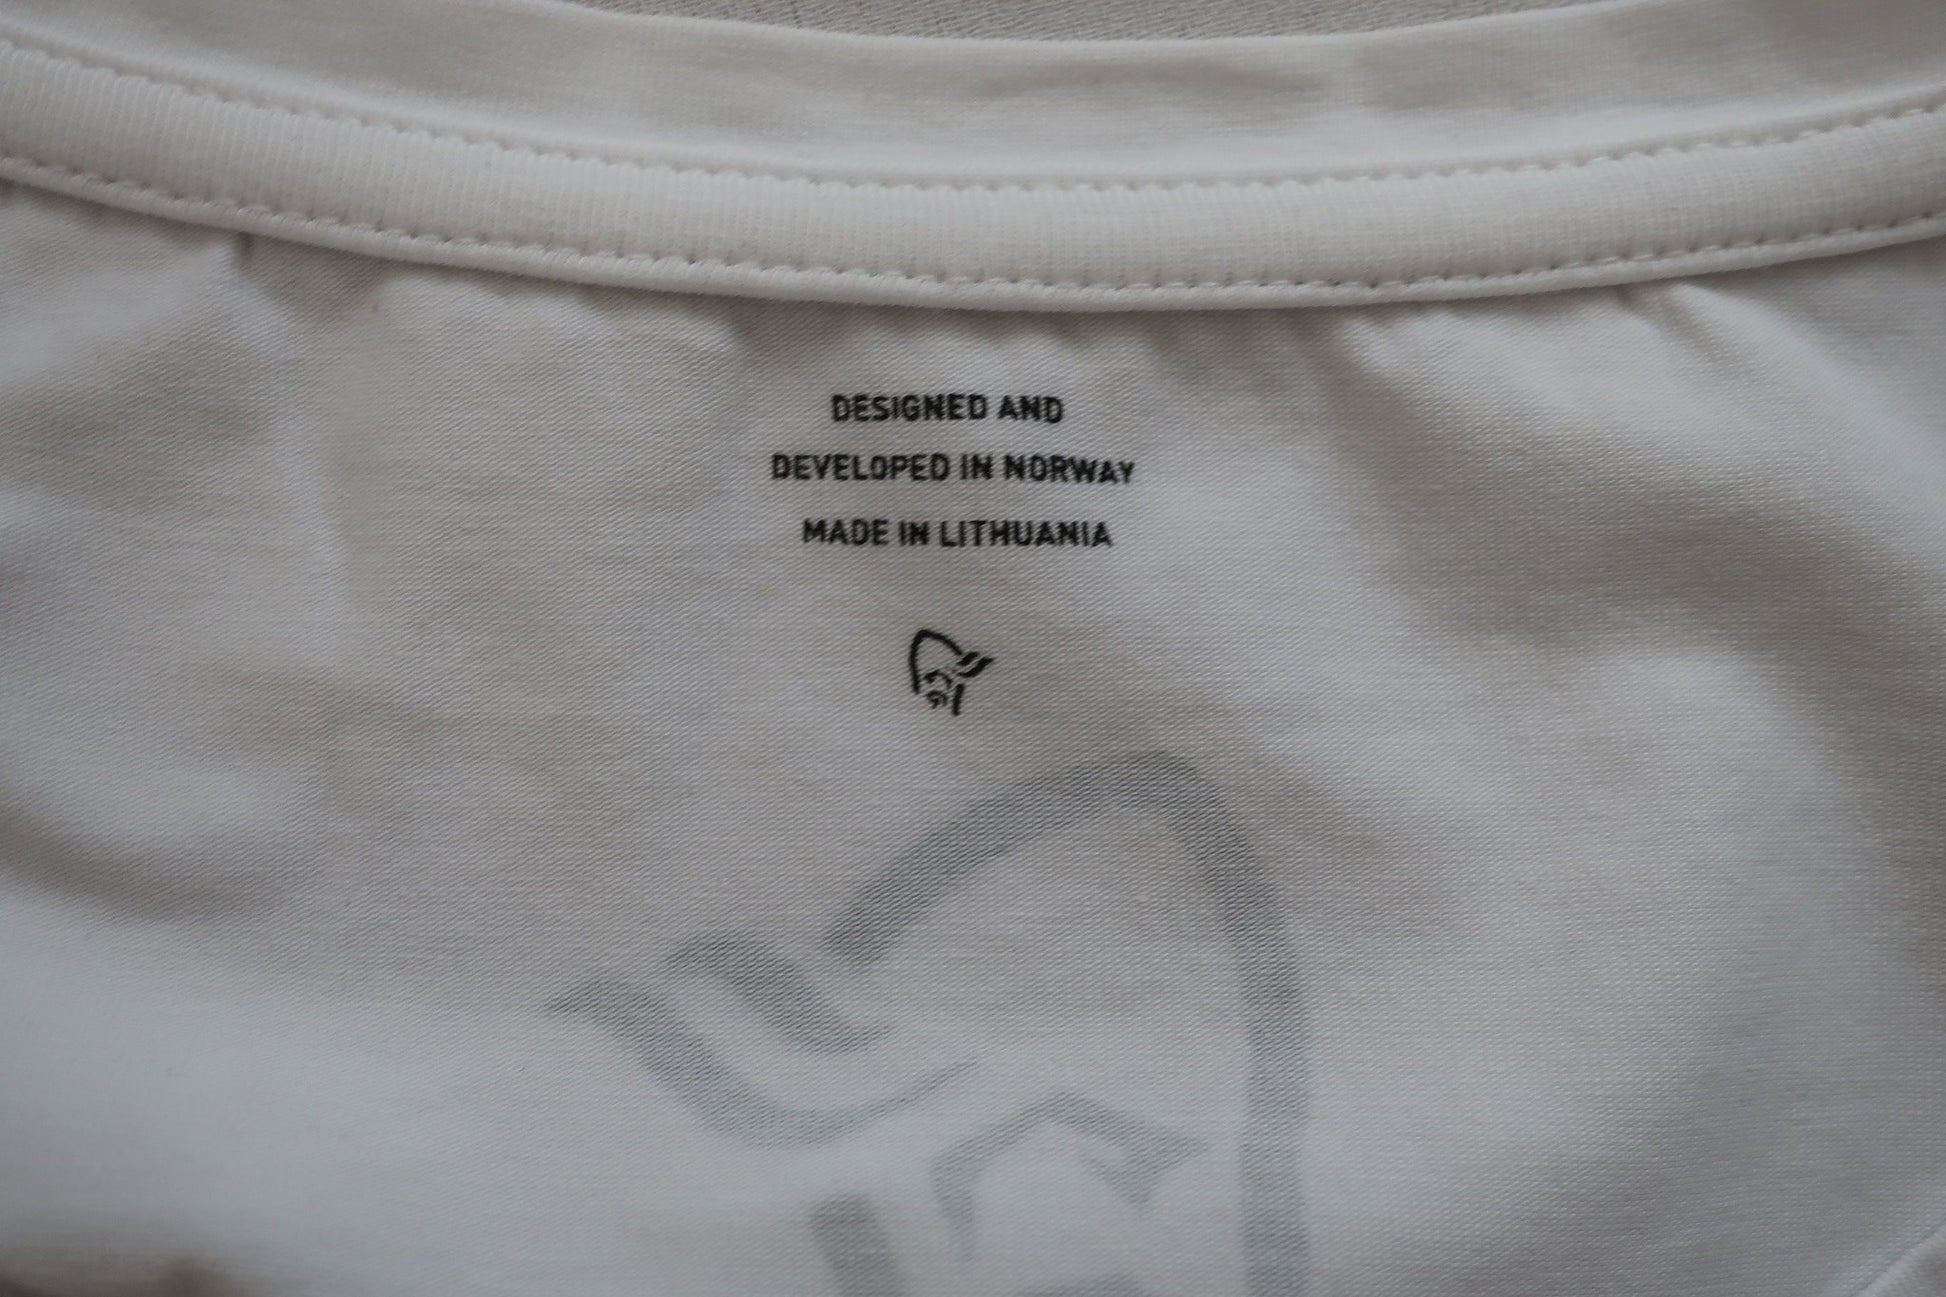 DESIGNED AND
DEVELOPED IN NORWAY
MADE IN LITHUANIA